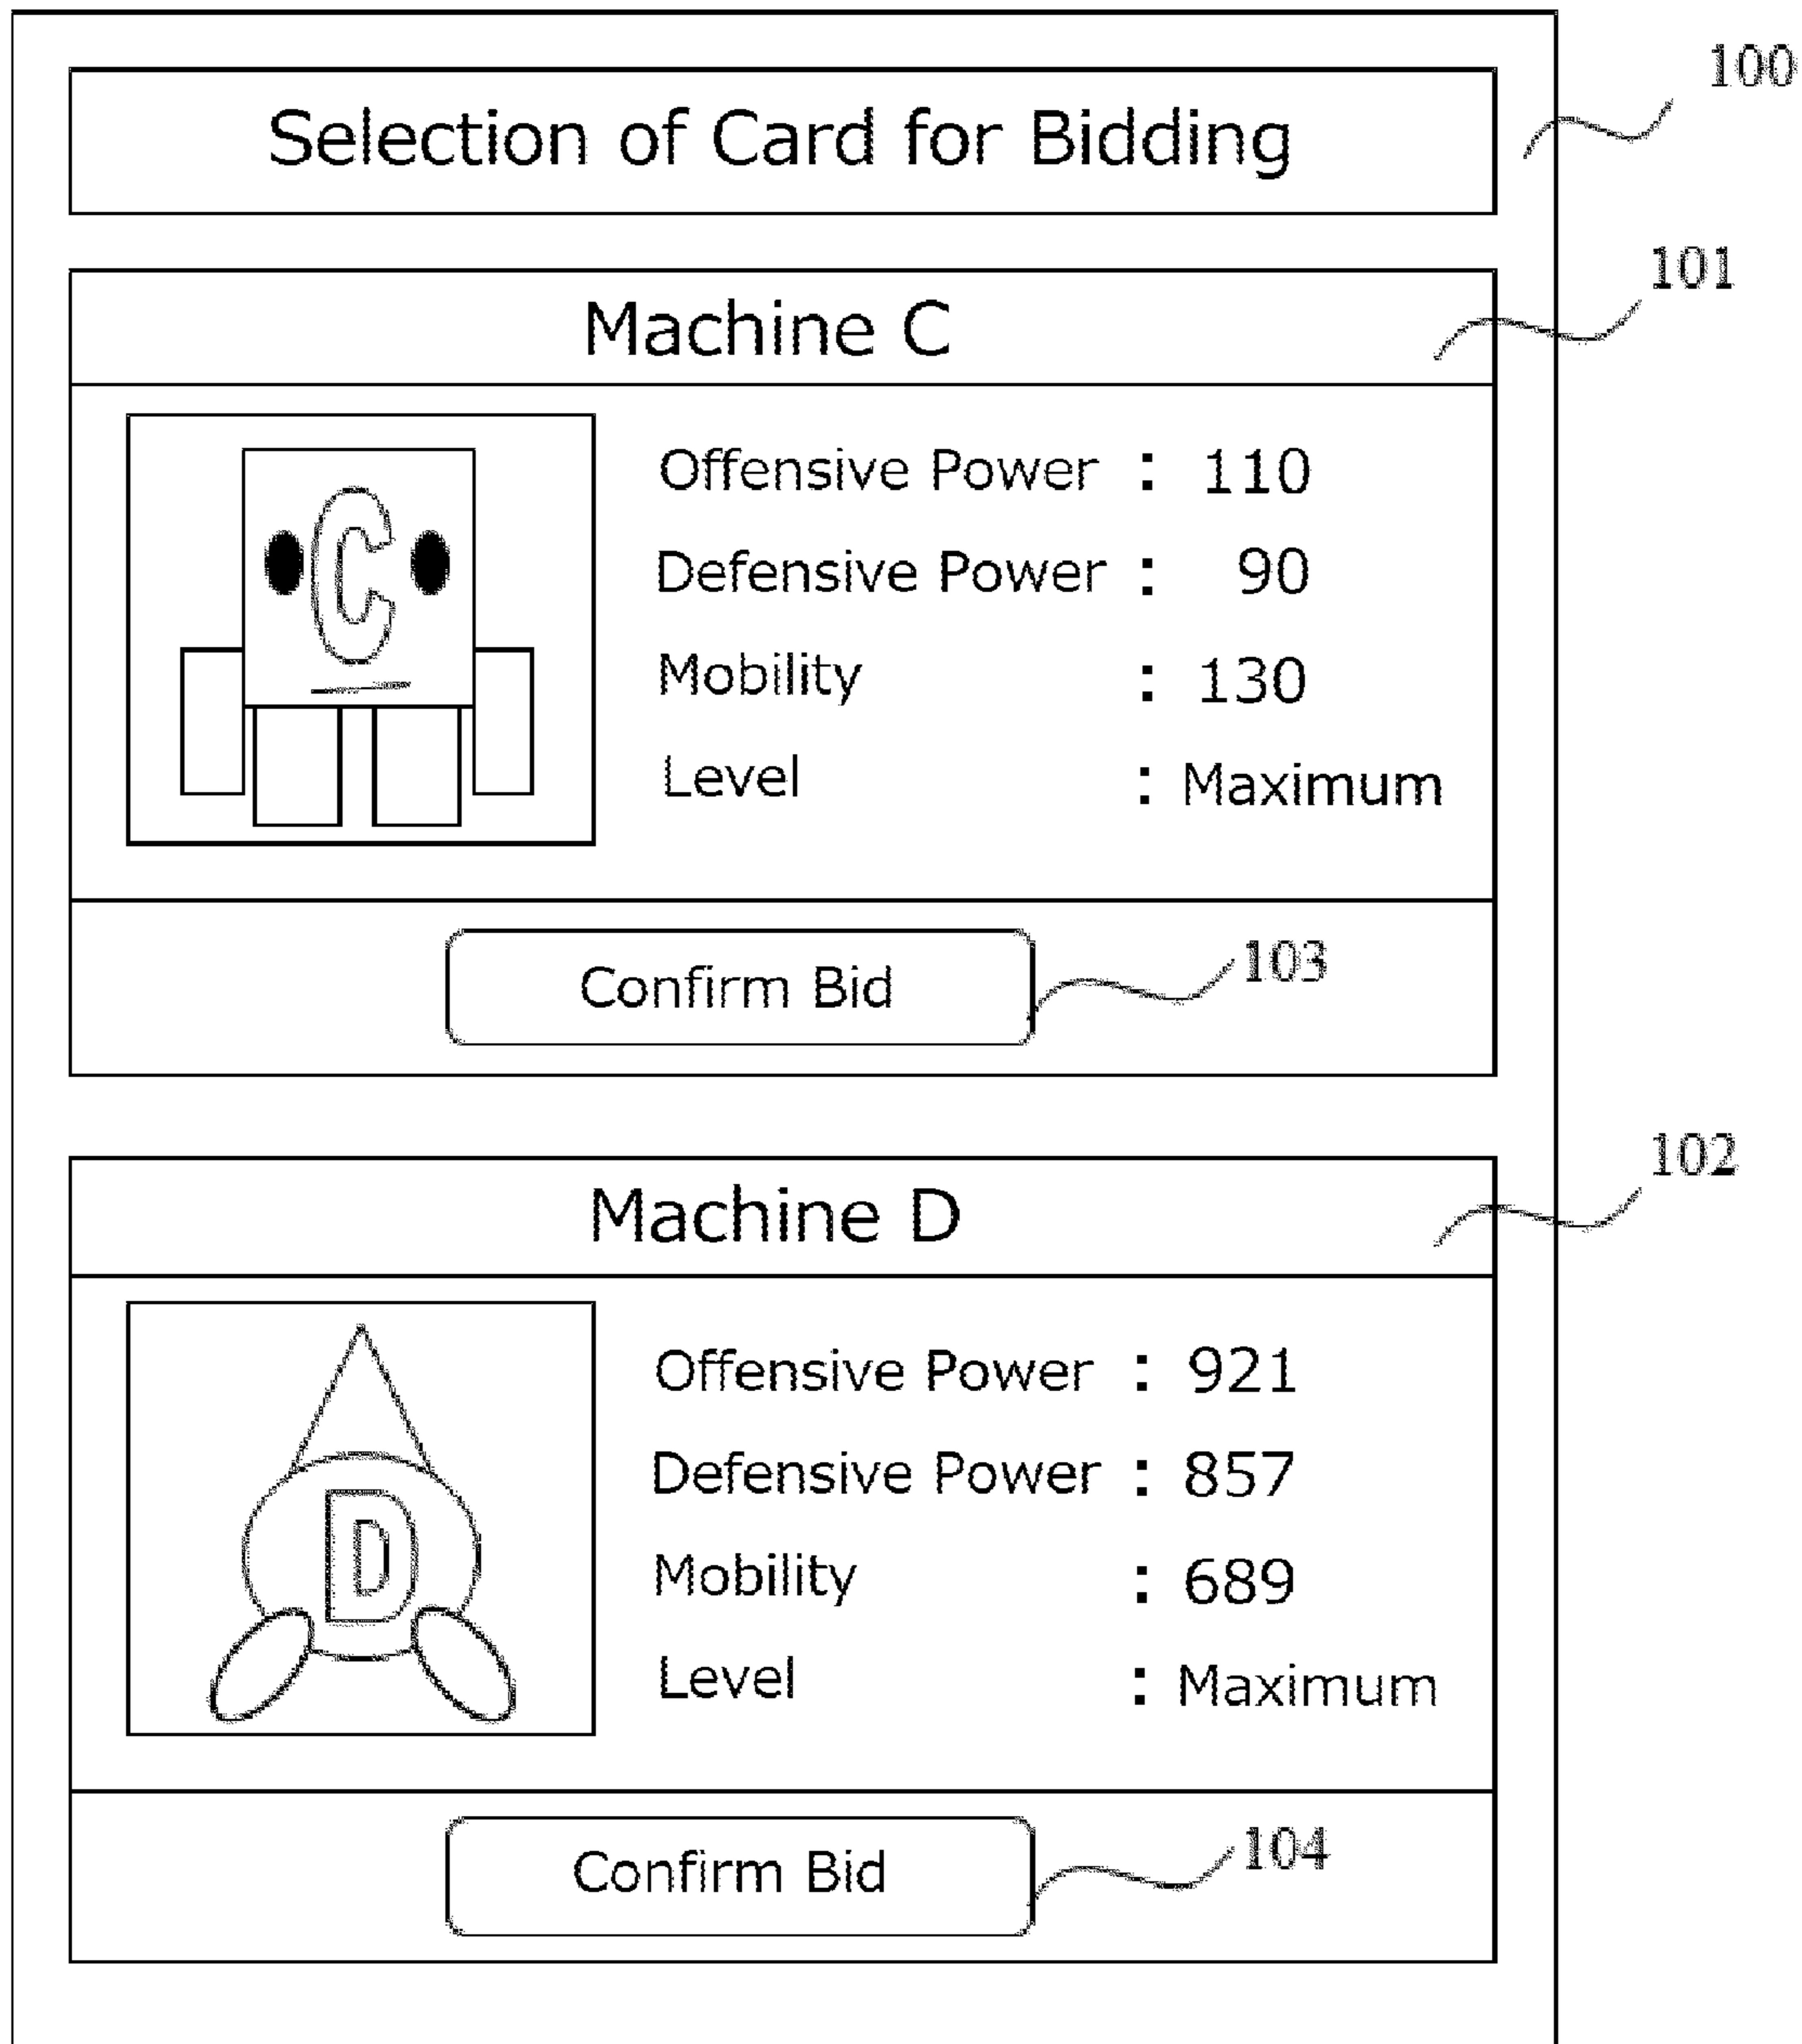 100
Selection of Card for Bidding
101
Machine C
C
Offensive Power : 110
Defensive Power : 90
Mobility : 130
Level : Maximum
Confirm Bid
103
102
Machine D
D
Offensive Power : 921
Defensive Power : 857
Mobility : 689
Level : Maximum
Confirm Bid
104